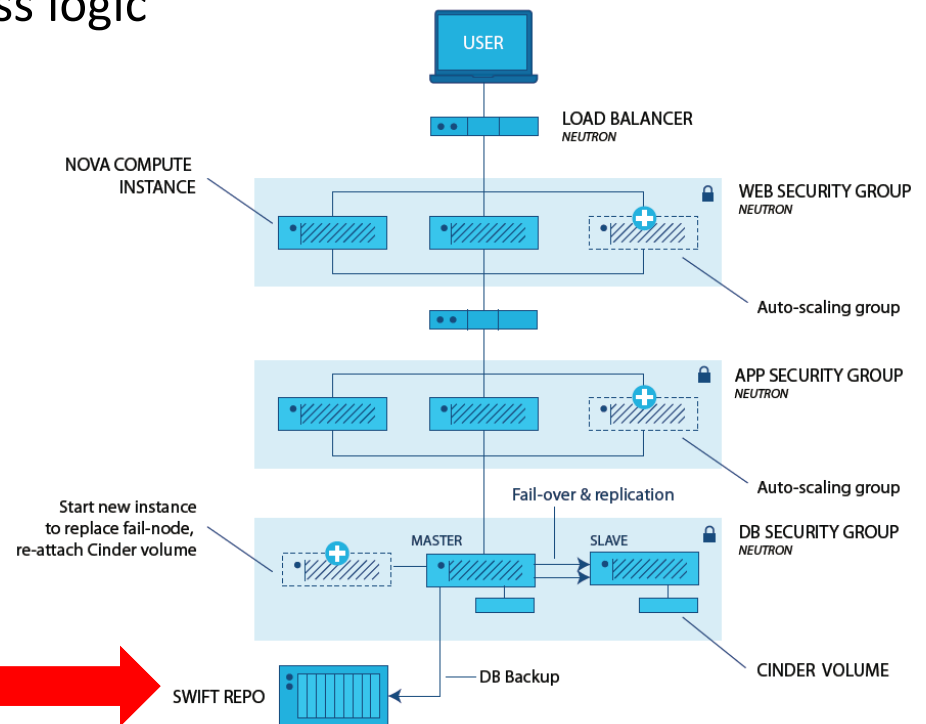 ss logic
USER
LOAD BALANCER
NEUTRON
NOVA COMPUTE
INSTANCE
WEB SECURITY GROUP
NEUTRON
Auto-scaling group
APP SECURITY GROUP
NEUTRON
Auto-scaling group
Start new instance
to replace fail-node,
re-attach Cinder volume
Fail-over & replication
MASTER
SLAVE
DB SECURITY GROUP
NEUTRON
CINDER VOLUME
DB Backup
SWIFT REPO